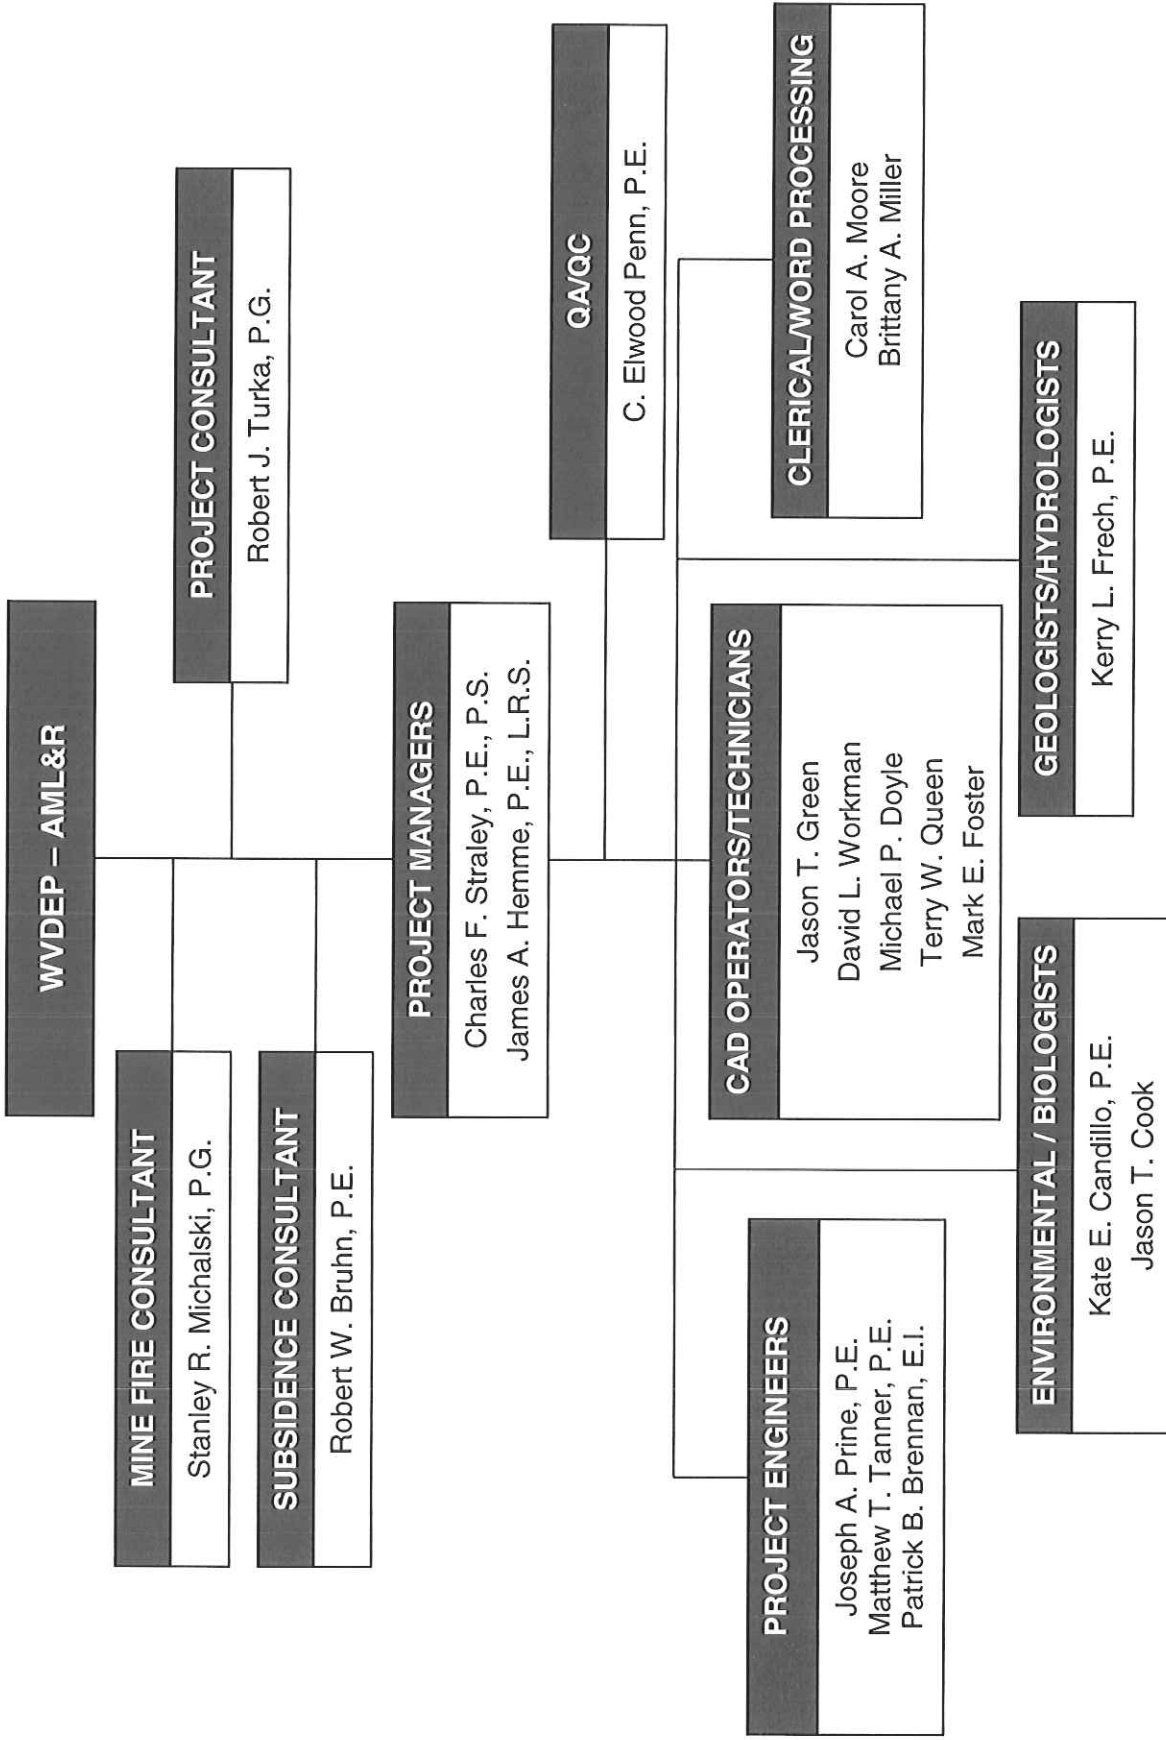 WVDEP – AML&R
MINE FIRE CONSULTANT
Stanley R. Michalski, P.G.
PROJECT CONSULTANT
Robert J. Turka, P.G.
SUBSIDENCE CONSULTANT
Robert W. Bruhn, P.E.
PROJECT MANAGERS
Charles F. Straley, P.E., P.S.
James A. Hemme, P.E., L.R.S.
QA/QC
C. Elwood Penn, P.E.
PROJECT ENGINEERS
Joseph A. Prine, P.E.
Matthew T. Tanner, P.E.
Patrick B. Brennan, E.I.
CAD OPERATORS/TECHNICIANS
Jason T. Green
David L. Workman
Michael P. Doyle
Terry W. Queen
Mark E. Foster
CLERICAL/WORD PROCESSING
Carol A. Moore
Brittany A. Miller
ENVIRONMENTAL / BIOLOGISTS
Kate E. Candillo, P.E.
Jason T. Cook
GEOLOGISTS/HYDROLOGISTS
Kerry L. Frech, P.E.